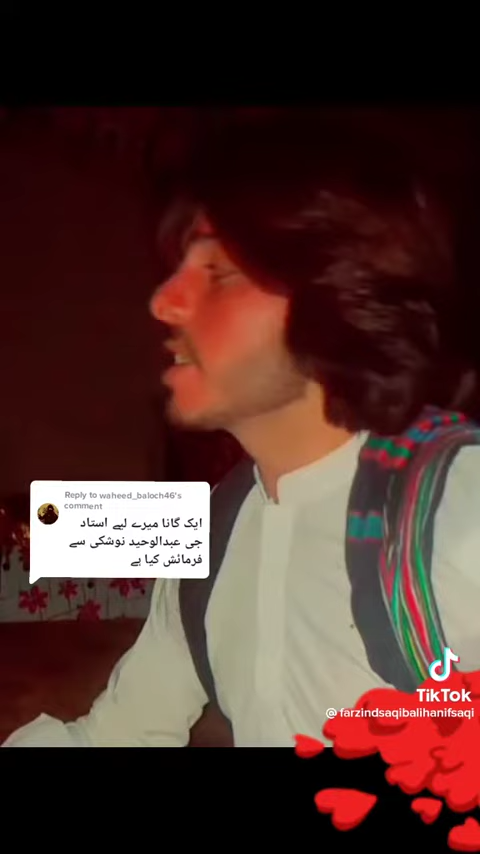 Reply to waheed_baloch46's
comment
ایک گانا میرے لیے استاد
جی عبدالوحید نوشکی سے
فرمائش کیا ہے
TikTok
@ farzindsaqibalihanifsaqi